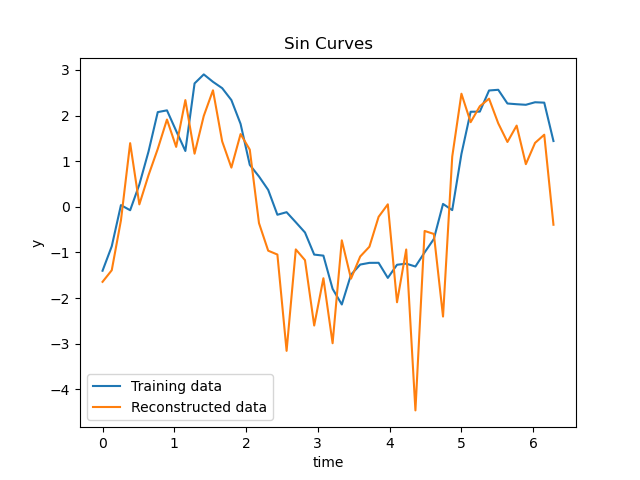 Sin Curves
3
2
1
0
−1
−2
−3
−4
y
Training data
Reconstructed data
0 1 2 3 4 5 6
time